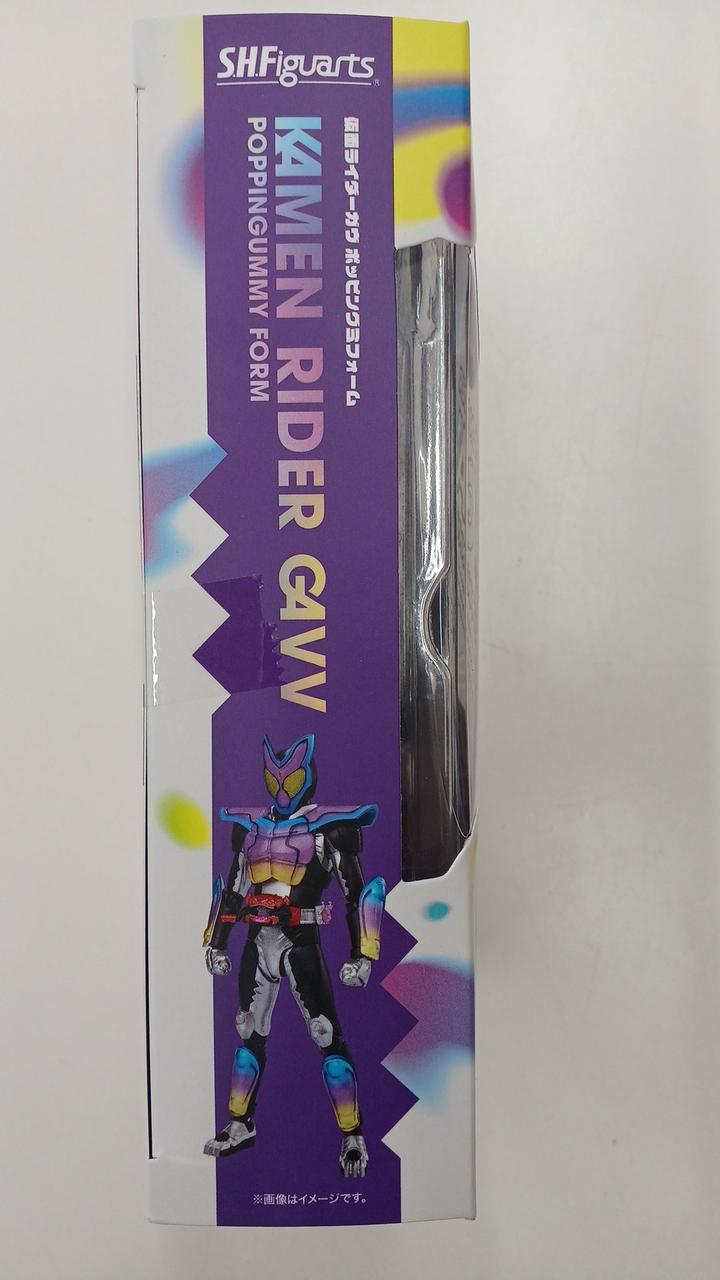 S.H.Figuarts®
仮面ライダーガヴ ポッピングミフォーム
KAMEN RIDER GAVV
POPPINGUMMY FORM
※画像はイメージです。